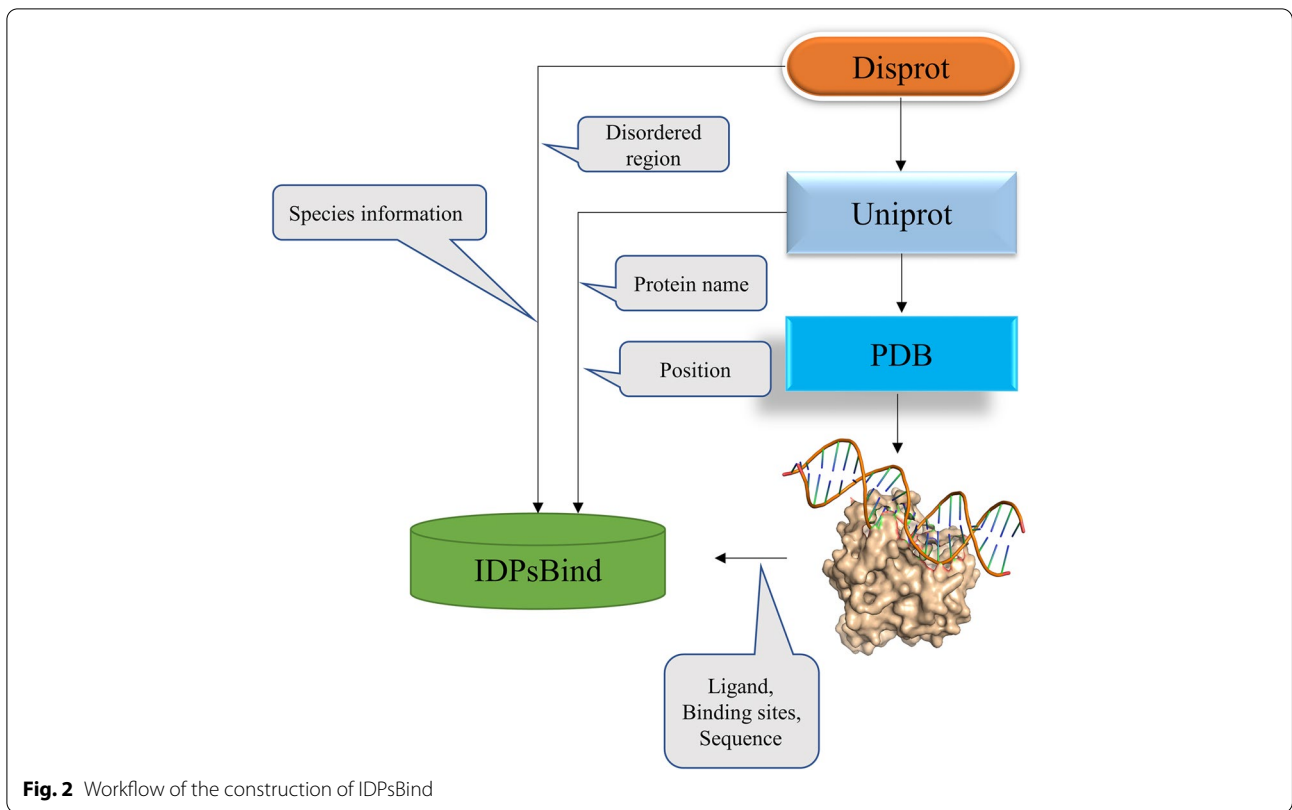 Disprot
Disordered
region
Species information
Uniprot
Protein name
PDB
Position
IDPsBind
Ligand,
Binding sites,
Sequence
Fig. 2 Workflow of the construction of IDPsBind